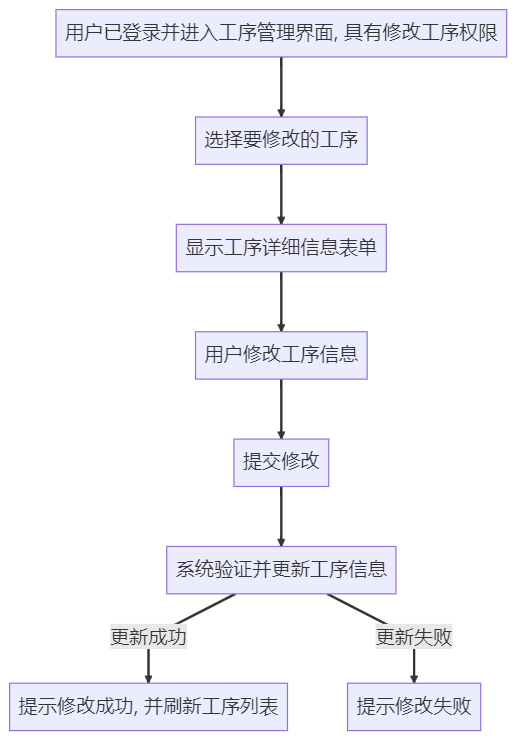 用户已登录并进入工序管理界面, 具有修改工序权限
选择要修改的工序
显示工序详细信息表单
用户修改工序信息
提交修改
系统验证并更新工序信息
更新成功
更新失败
提示修改成功, 并刷新工序列表
提示修改失败